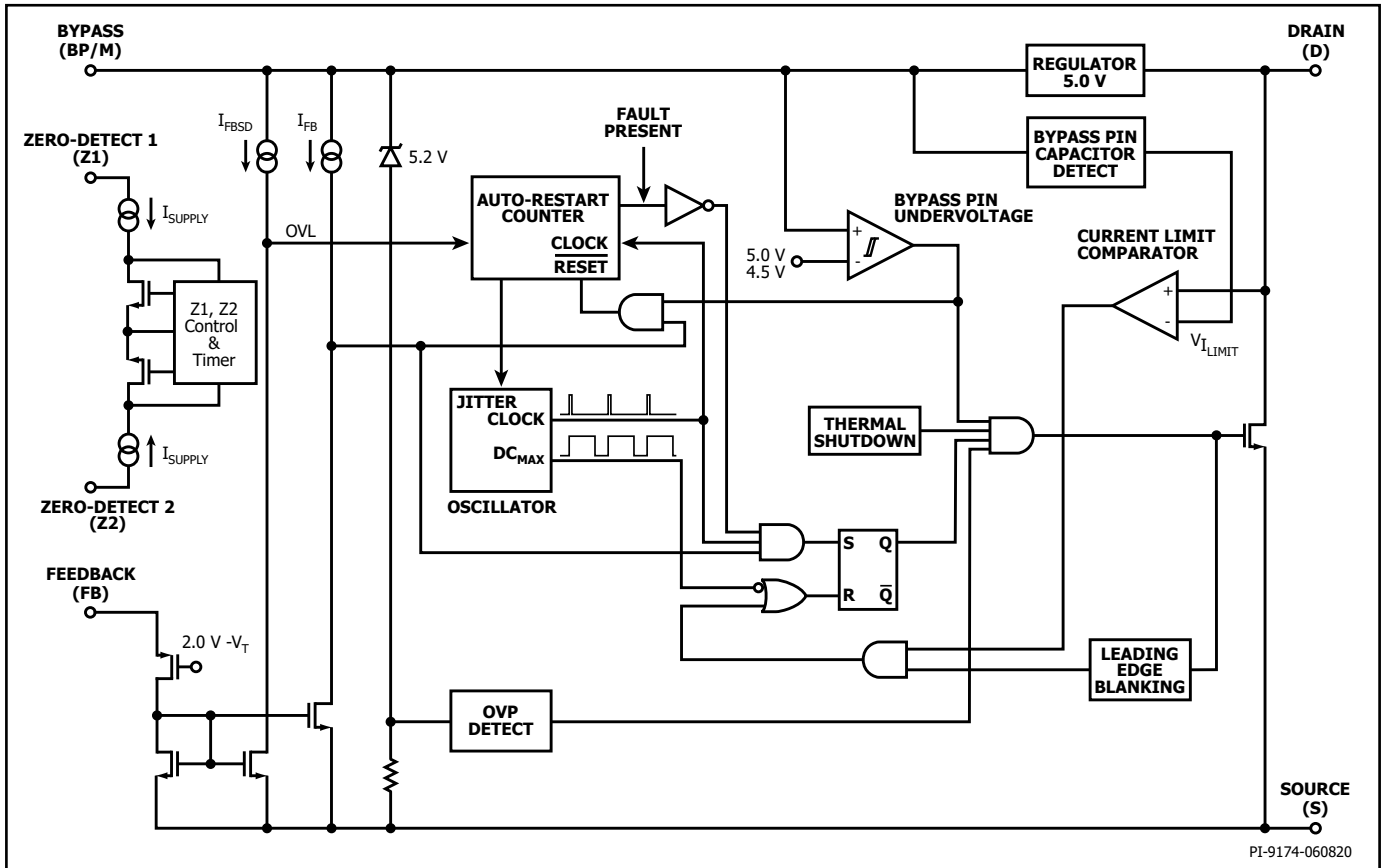 BYPASS
(BP/M)
DRAIN
(D)
REGULATOR
5.0 V
FAULT
PRESENT
I_FBSD
I_FB
ZERO-DETECT 1
(Z1)
5.2 V
BYPASS PIN
CAPACITOR
DETECT
AUTO-RESTART
COUNTER
CLOCK
RESET
BYPASS PIN
UNDERVOLTAGE
I_SUPPLY
OVL
+
-
5.0 V
4.5 V
CURRENT LIMIT
COMPARATOR
+
-
V_I_LIMIT
Z1, Z2
Control
&
Timer
JITTER
CLOCK
DC_MAX
OSCILLATOR
THERMAL
SHUTDOWN
I_SUPPLY
ZERO-DETECT 2
(Z2)
S Q
R Q̅
FEEDBACK
(FB)
2.0 V -V_T
LEADING
EDGE
BLANKING
OVP
DETECT
SOURCE
(S)
PI-9174-060820